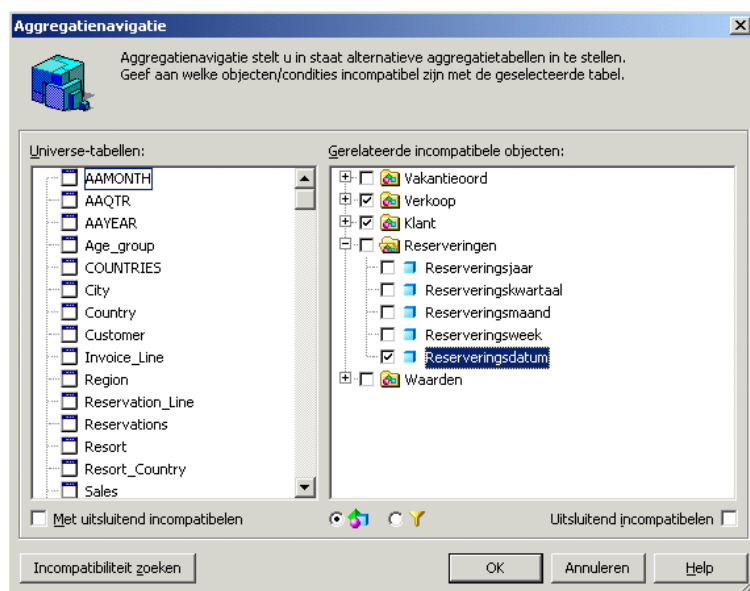 Aggregatienavigatie
Aggregatienavigatie stelt u in staat alternatieve aggregatietabellen in te stellen.
Geef aan welke objecten/condities incompatibel zijn met de geselecteerde tabel.
Universe-tabellen:
AAMONTH
AAQTR
AAYEAR
Age_group
COUNTRIES
City
Country
Customer
Invoice_Line
Region
Reservation_Line
Reservations
Resort
Resort_Country
Sales
Met uitsluitend incompatibelen
Gerelateerde incompatibele objecten:
Vakantieoord
Verkoop
Klant
Reserveringen
Reserveringsjaar
Reserveringskwartaal
Reserveringsmaand
Reserveringsweek
Reserveringsdatum
Waarden
Uitsluitend incompatibelen
Incompatibiliteit zoeken
OK
Annuleren
Help